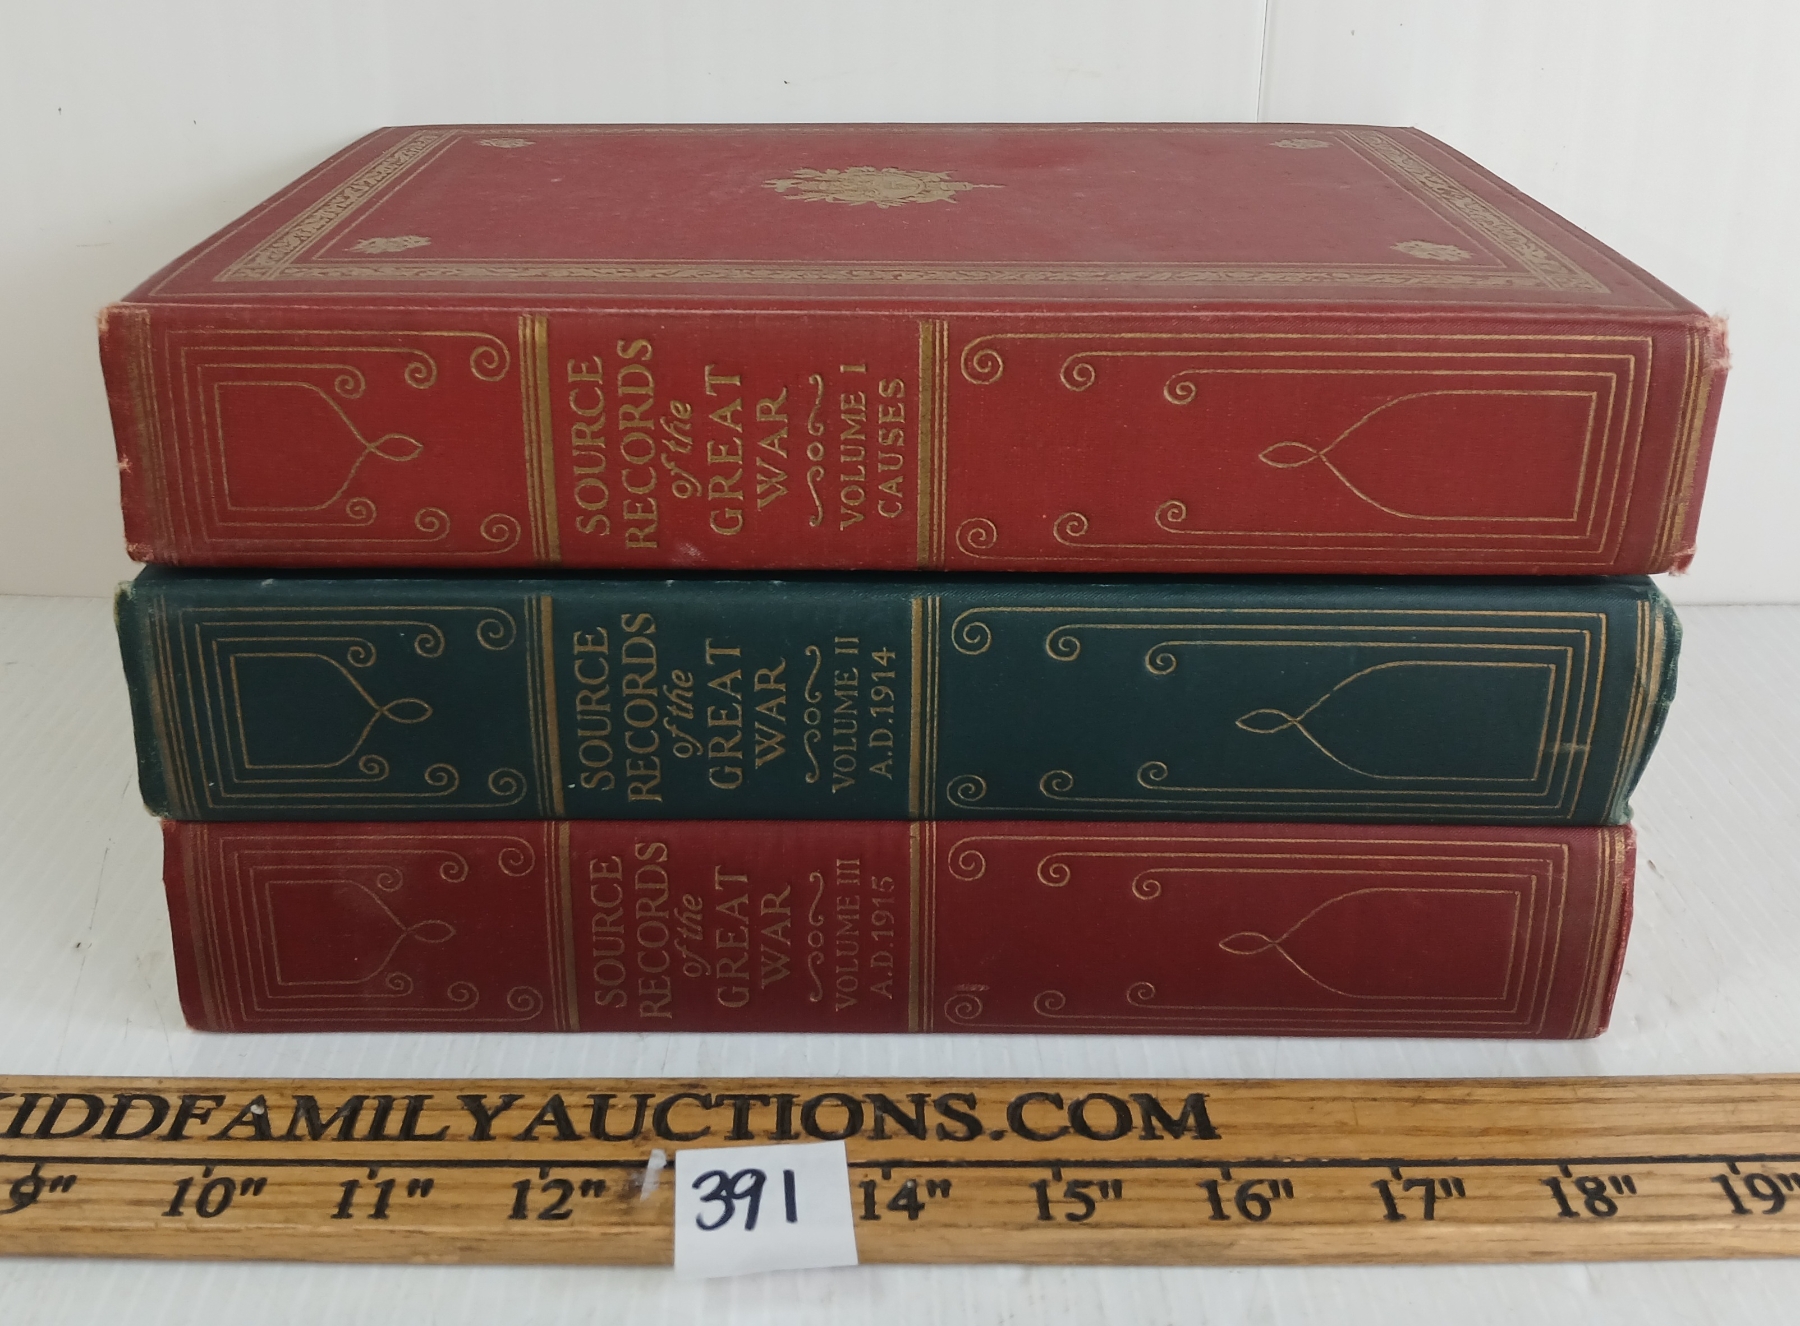 SOURCE
RECORDS
of the
GREAT
WAR
VOLUME I
CAUSES
SOURCE
RECORDS
of the
GREAT
WAR
VOLUME II
A.D.1914
SOURCE
RECORDS
of the
GREAT
WAR
VOLUME III
A.D.1915
KIDDFAMILYAUCTIONS.COM
9" 10" 11" 12" 14" 15" 16" 17" 18" 19"
391